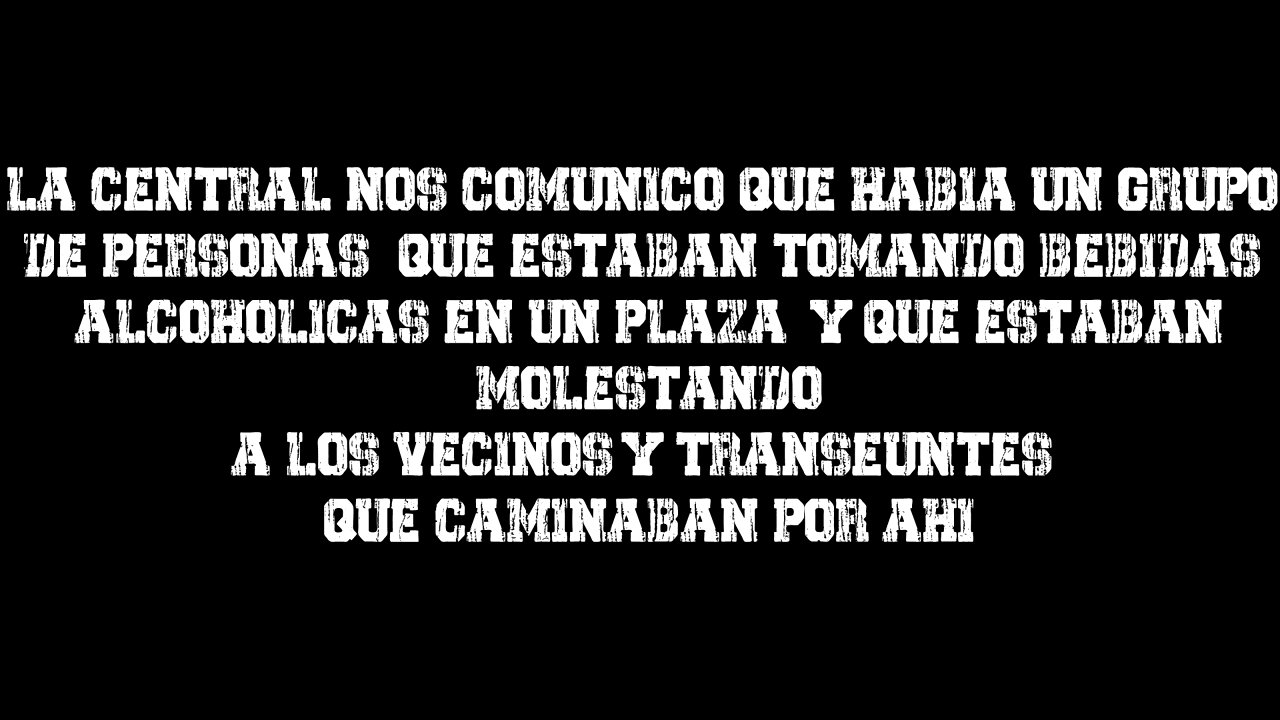 LA CENTRAL NOS COMUNICO QUE HABIA UN GRUPO
DE PERSONAS  QUE ESTABAN TOMANDO BEBIDAS
ALCOHOLICAS EN UN PLAZA  Y QUE ESTABAN
MOLESTANDO
A LOS VECINOS Y TRANSEUNTES
QUE CAMINABAN POR AHI